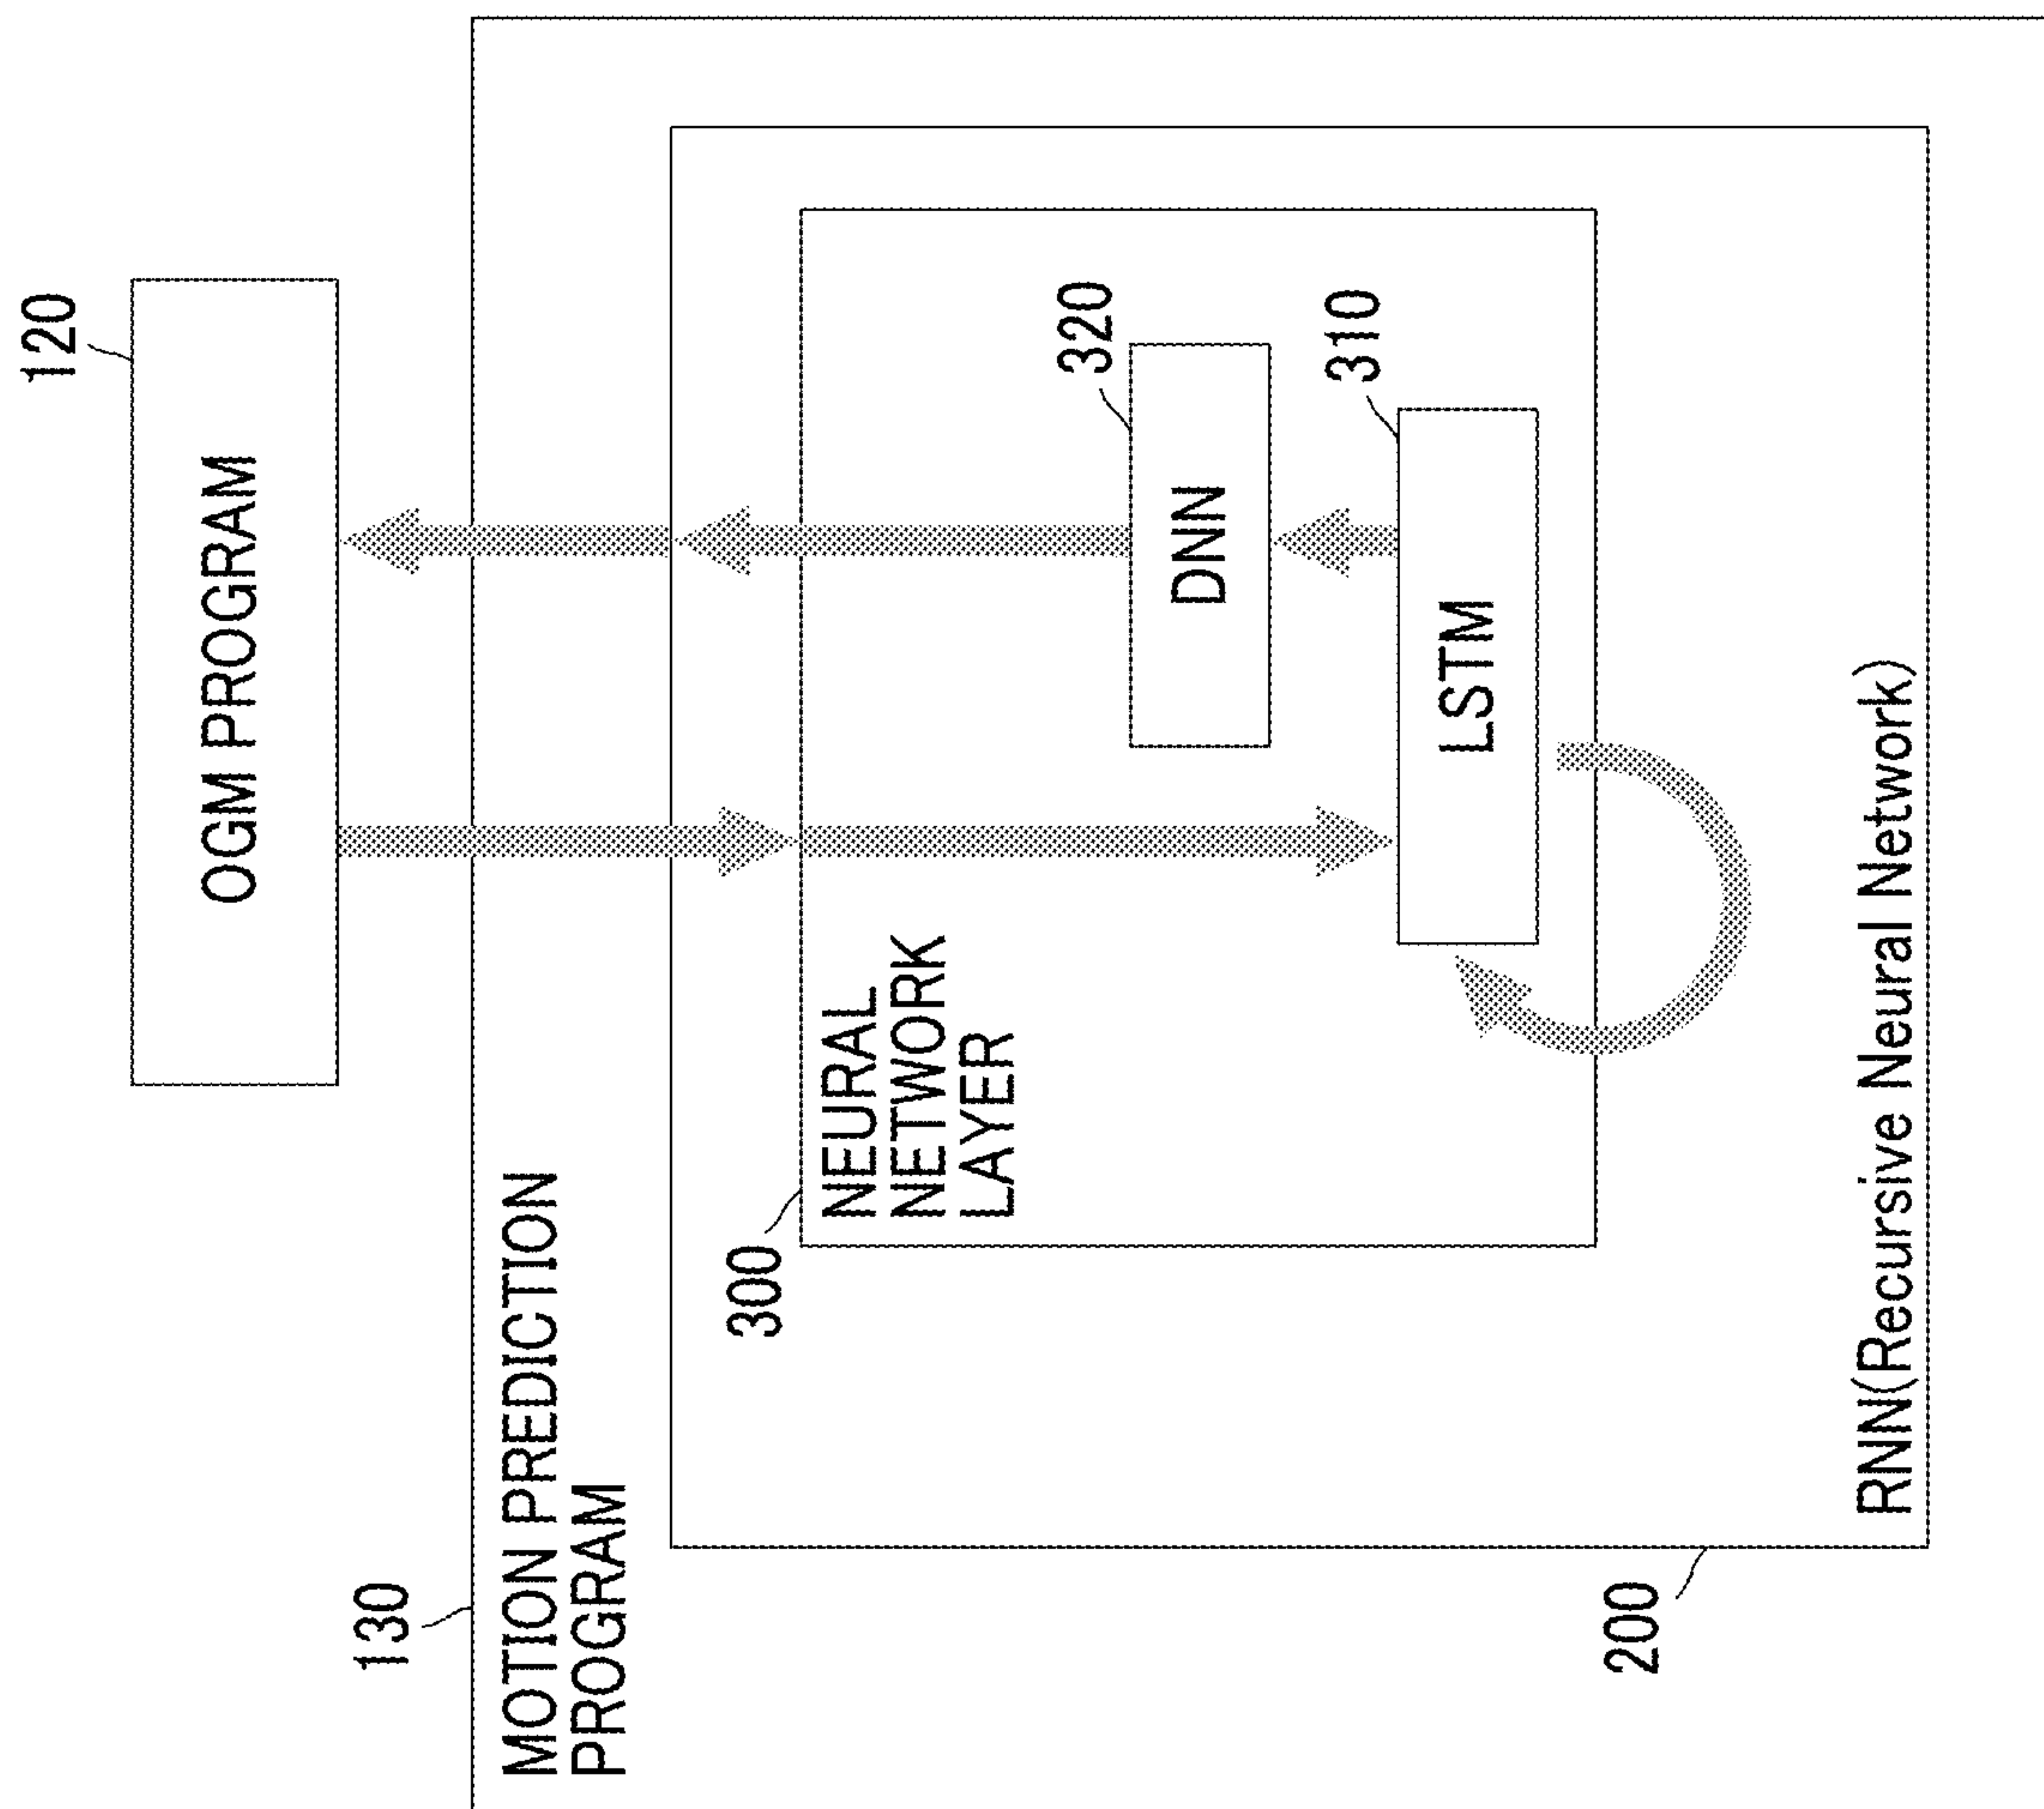 120
OGM PROGRAM
130
MOTION PREDICTION
PROGRAM
300
NEURAL
NETWORK
LAYER
320
DNN
310
LSTM
RNN(Recursive Neural Network)
200